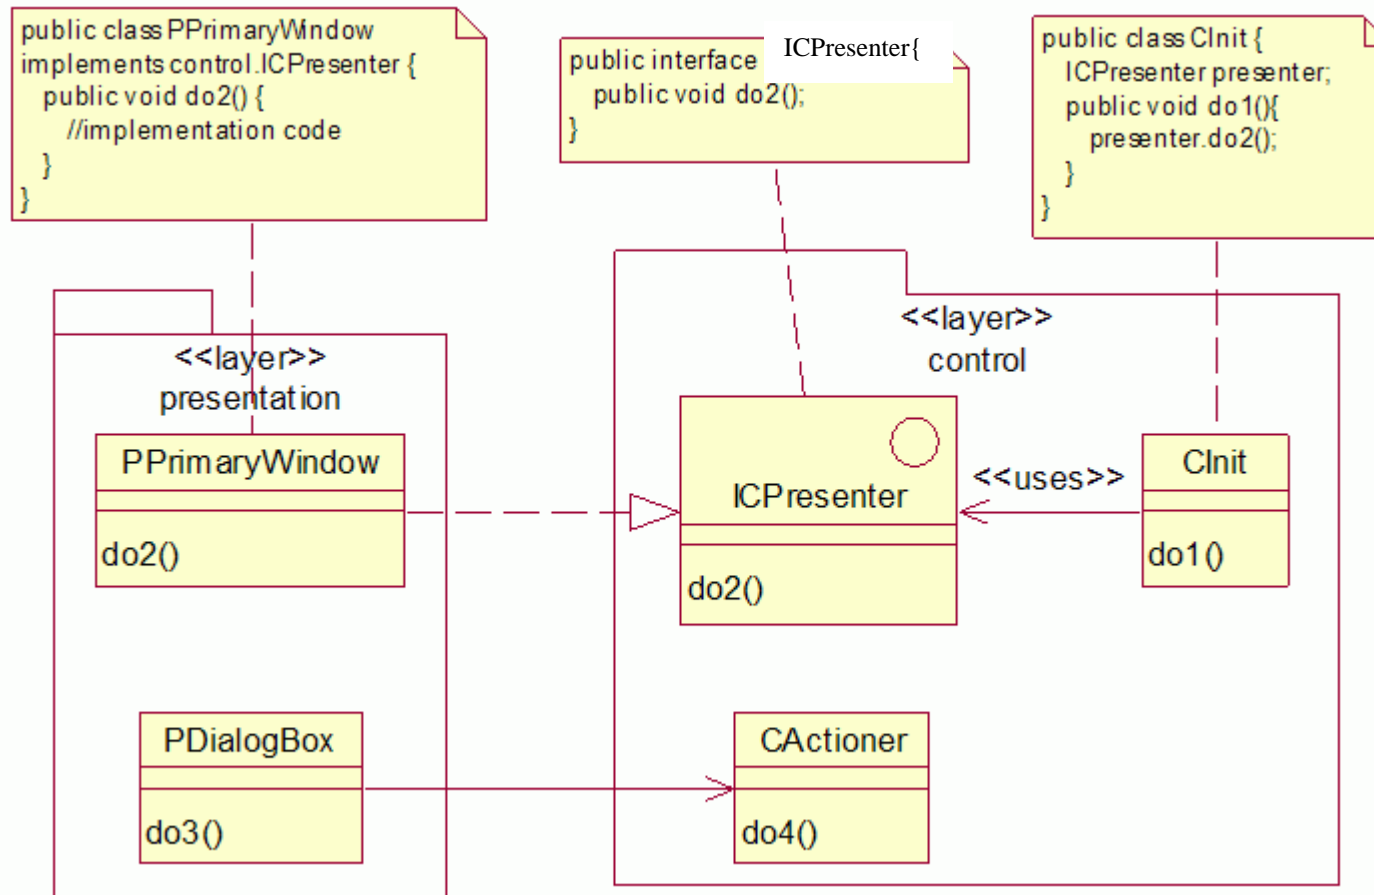 public class PPrimaryWindow
implements control.ICPresenter {
public void do2() {
//implementation code
}
}
public interface ICPresenter{
public void do2();
}
public class CInit {
ICPresenter presenter;
public void do1(){
presenter.do2();
}
}
<<layer>>
presentation
<<layer>>
control
PPrimaryWindow
do2()
ICPresenter
do2()
<<uses>>
CInit
do1()
PDialogBox
do3()
CActioner
do4()